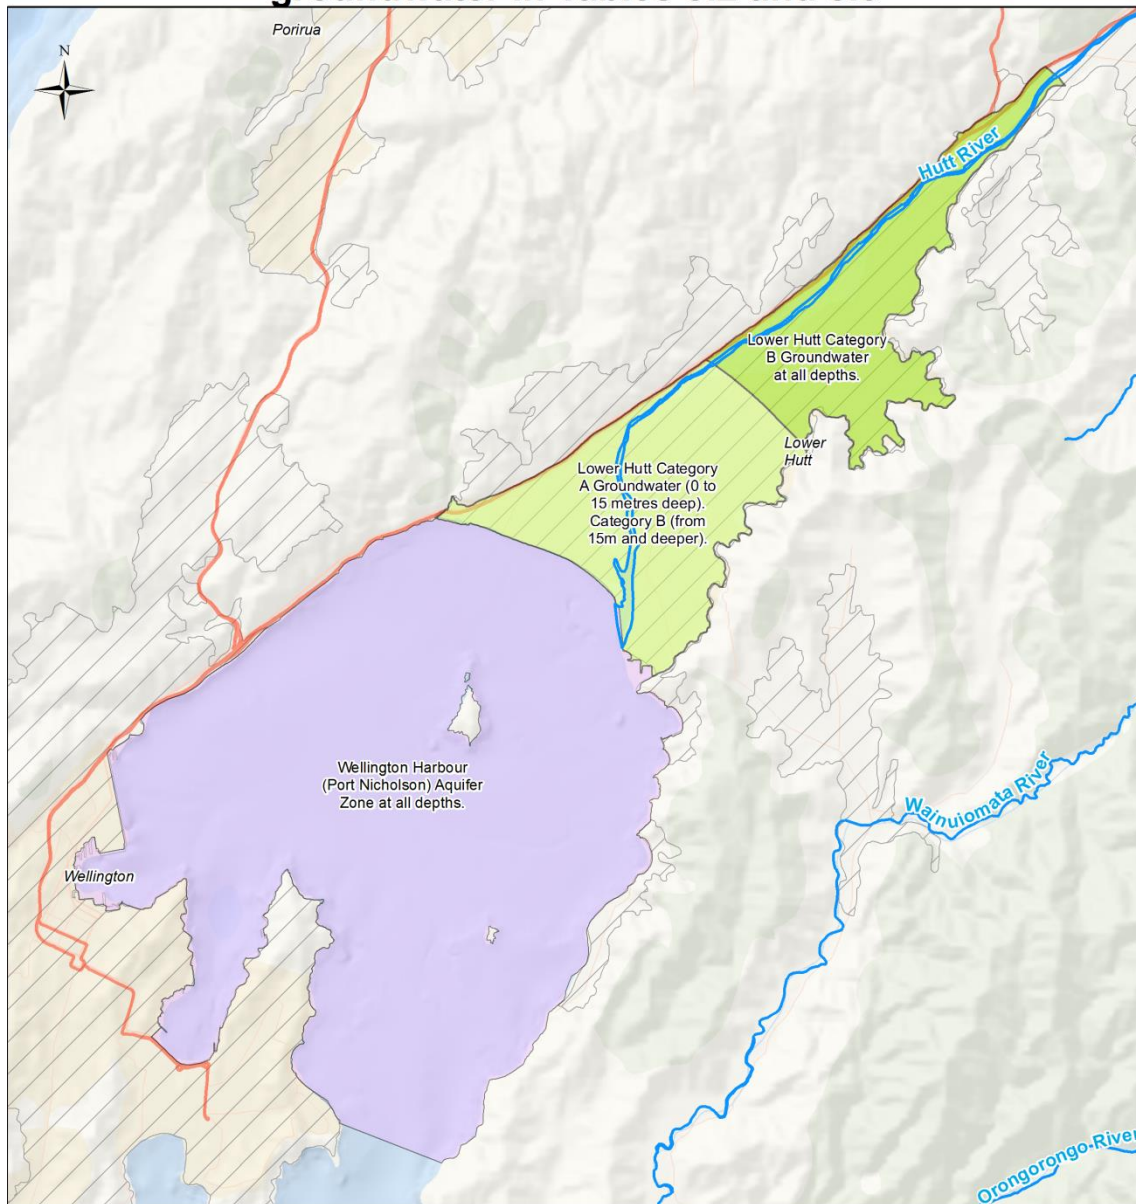 Porirua
N
Hutt River
Lower Hutt Category
B Groundwater
at all depths.
Lower
Hutt
Lower Hutt Category
A Groundwater (0 to
15 metres deep).
Category B (from
15m and deeper).
Wellington Harbour
(Port Nicholson) Aquifer
Zone at all depths.
Wainuiomata River
Wellington
Orongorongo River